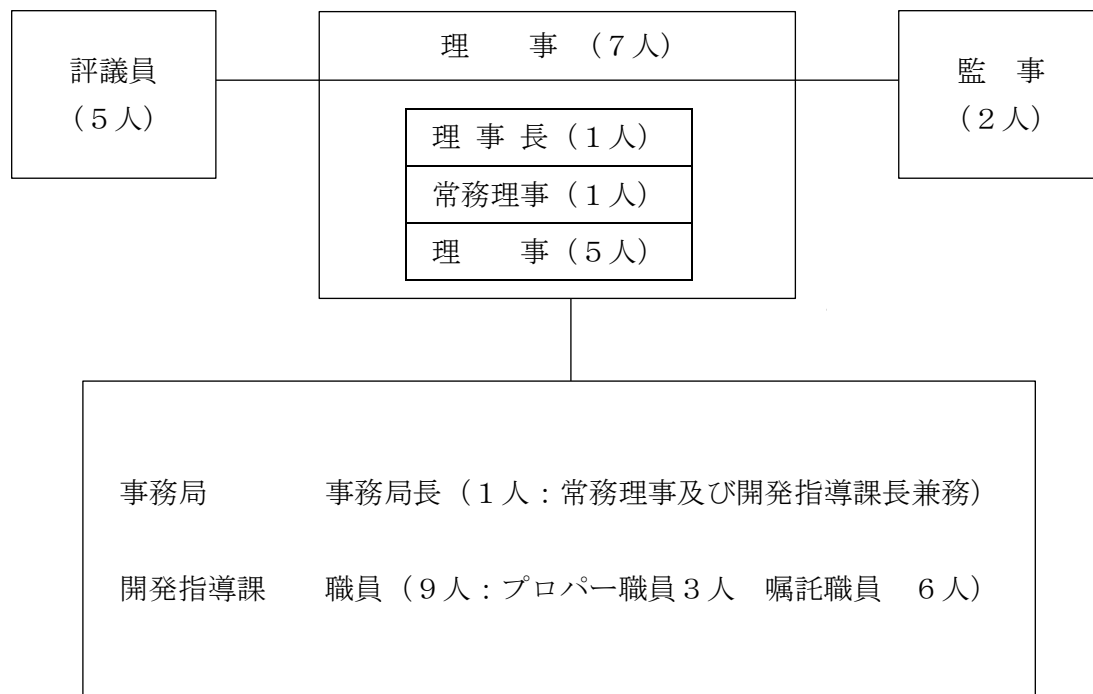 評議員
（５人）
理　　事　（７人）
理 事 長（１人）
常務理事（１人）
理　　事（５人）
監　事
（２人）
事務局　　　　事務局長（１人：常務理事及び開発指導課長兼務）
開発指導課　　職員（９人：プロパー職員３人　嘱託職員　６人）